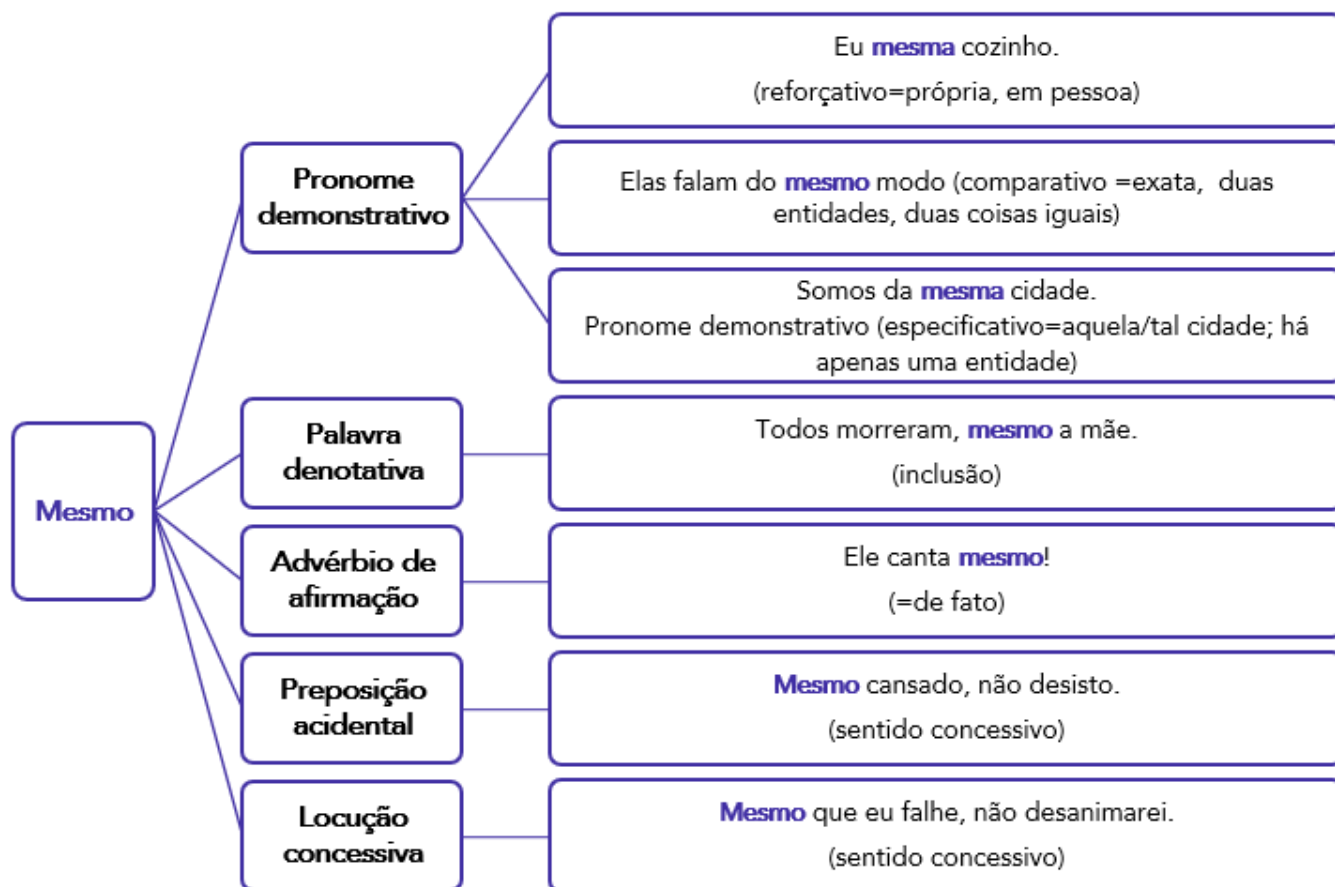 Mesmo
Pronome
demonstrativo
Eu mesma cozinho.
(reforçativo=própria, em pessoa)
Elas falam do mesmo modo (comparativo =exata, duas
entidades, duas coisas iguais)
Somos da mesma cidade.
Pronome demonstrativo (especificativo=aquela/tal cidade; há
apenas uma entidade)
Palavra
denotativa
Todos morreram, mesmo a mãe.
(inclusão)
Advérbio de
afirmação
Ele canta mesmo!
(=de fato)
Preposição
acidental
Mesmo cansado, não desisto.
(sentido concessivo)
Locução
concessiva
Mesmo que eu falhe, não desanimarei.
(sentido concessivo)